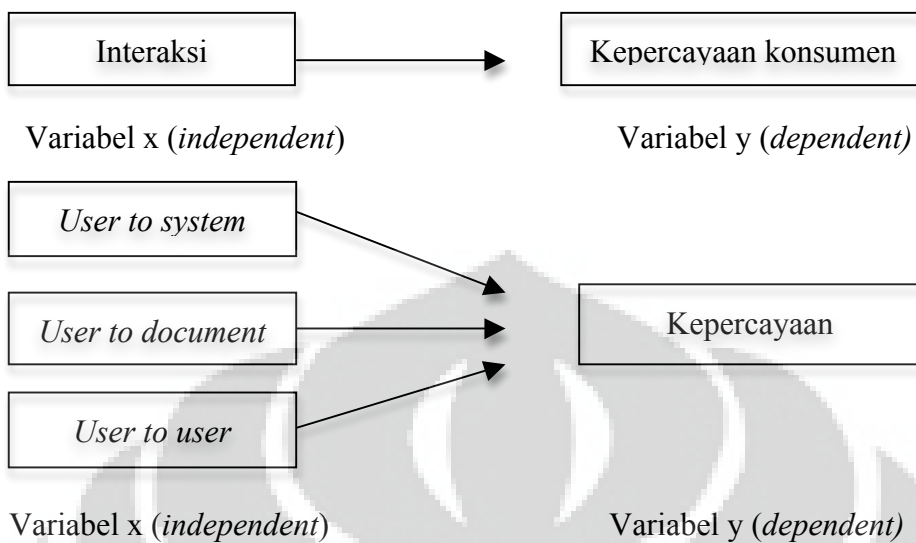 Interaksi
Kepercayaan konsumen
Variabel x (independent)
Variabel y (dependent)
User to system
User to document
Kepercayaan
User to user
Variabel x (independent)
Variabel y (dependent)